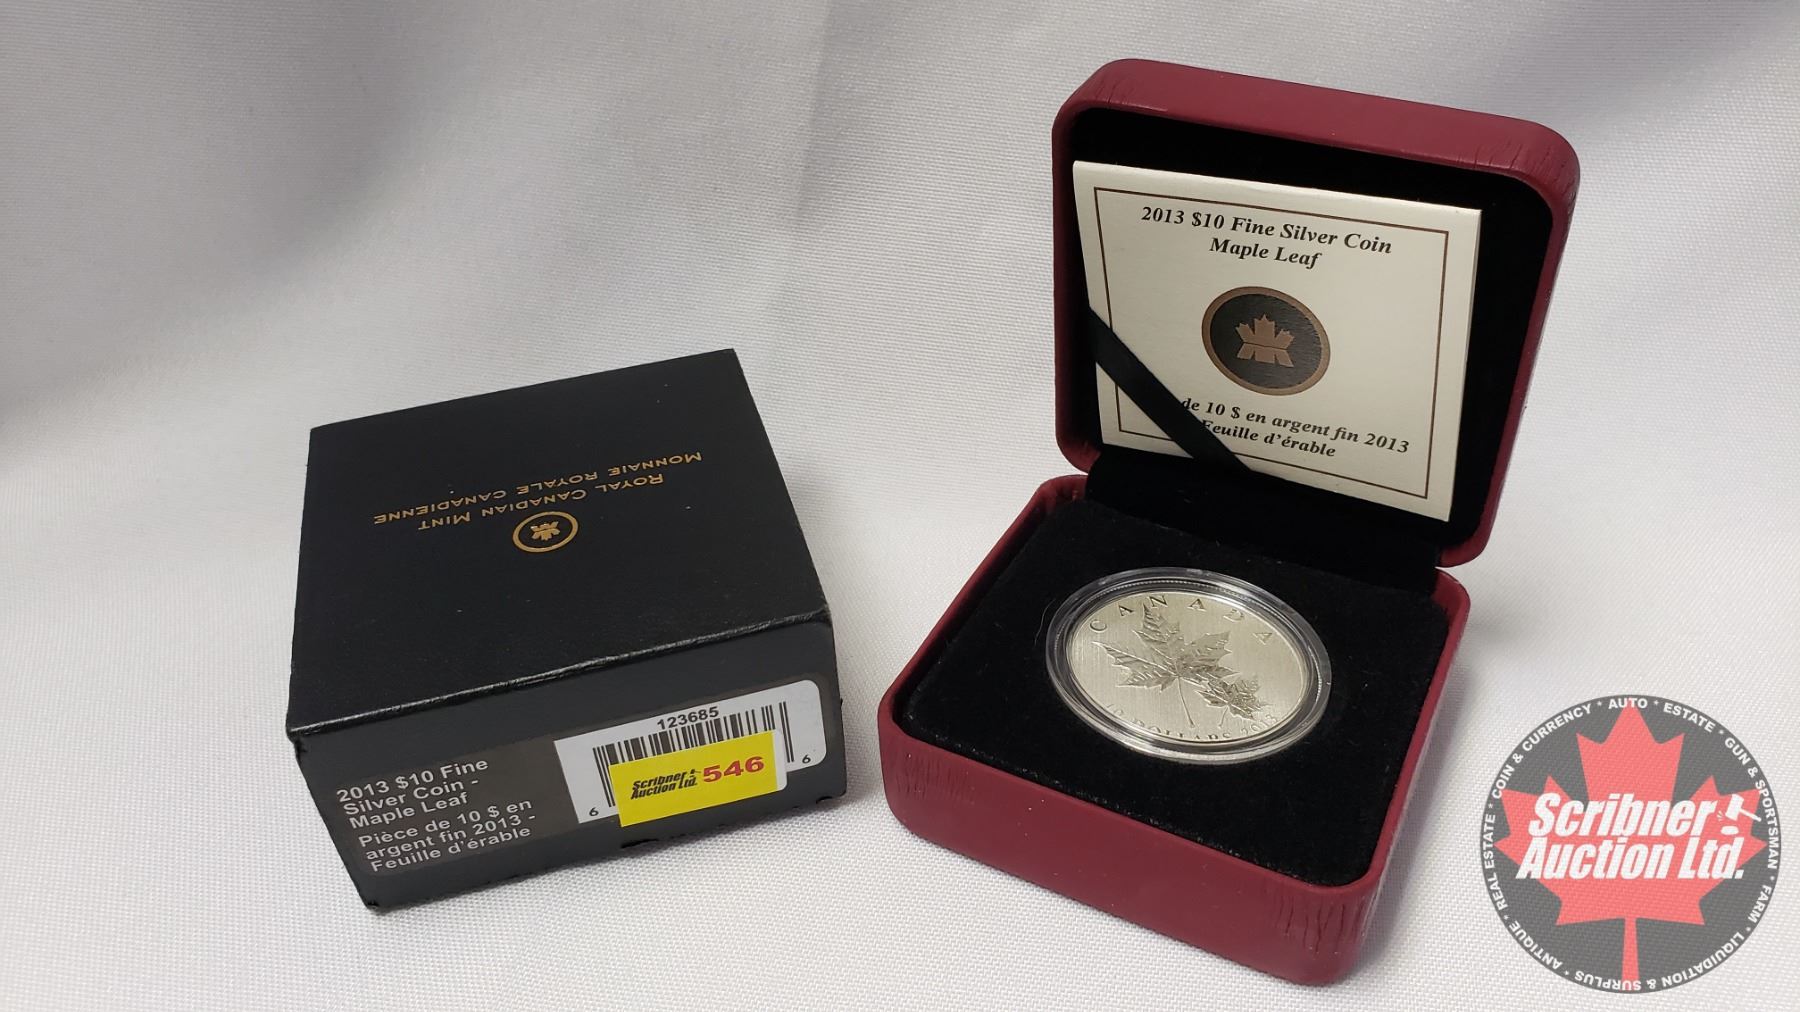 ROYAL CANADIAN MINT
MONNAIE ROYALE CANADIENNE
123685
6
6
Scribner
Auction Ltd.
546
2013 $10 Fine
Silver Coin -
Maple Leaf
Pièce de 10 $ en
argent fin 2013 -
Feuille d'érable
2013 $10 Fine Silver Coin
Maple Leaf
de 10 $ en argent fin 2013
Feuille d'érable
CANADA
10 DOLLARS 2013
Scribner
Auction Ltd.
* AUTO * ESTATE * GUN & SPORTSMAN * FARM * LIQUIDATION & SURPLUS * ANTIQUE * REAL ESTATE * COIN & CURRENCY